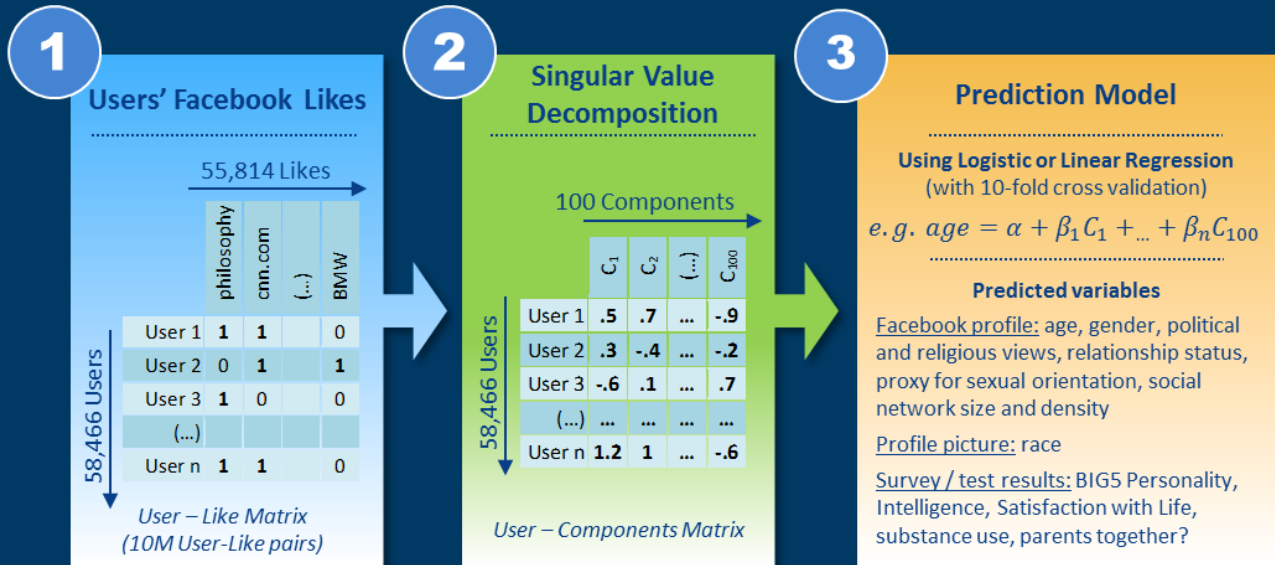 1
Users' Facebook Likes
55,814 Likes
philosophy
cnn.com
(...)
BMW
58,466 Users
User 1 1 1 0
User 2 0 1 1
User 3 1 0 0
(...)
User n 1 1 0
User – Like Matrix
(10M User-Like pairs)
2
Singular Value
Decomposition
100 Components
C1 C2 (...) C100
58,466 Users
User 1 .5 .7 ... -.9
User 2 .3 -.4 ... -.2
User 3 -.6 .1 ... .7
(...) ... ... ... ...
User n 1.2 1 ... -.6
User – Components Matrix
3
Prediction Model
Using Logistic or Linear Regression
(with 10-fold cross validation)
e.g. age = α + β₁C₁ +...+ βₙC₁₀₀
Predicted variables
Facebook profile: age, gender, political
and religious views, relationship status,
proxy for sexual orientation, social
network size and density
Profile picture: race
Survey / test results: BIG5 Personality,
Intelligence, Satisfaction with Life,
substance use, parents together?